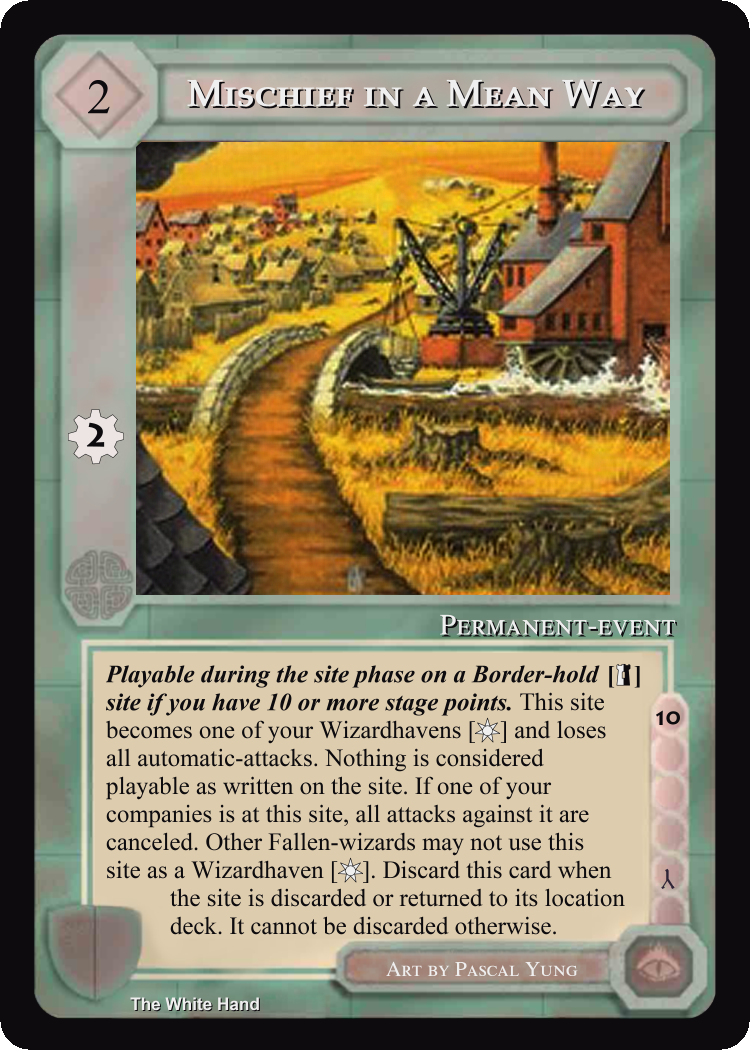 2
Mischief in a Mean Way
2
Permanent-event
Playable during the site phase on a Border-hold []
site if you have 10 or more stage points. This site
becomes one of your Wizardhavens [] and loses
all automatic-attacks. Nothing is considered
playable as written on the site. If one of your
companies is at this site, all attacks against it are
canceled. Other Fallen-wizards may not use this
site as a Wizardhaven []. Discard this card when
the site is discarded or returned to its location
deck. It cannot be discarded otherwise.
10
Art by Pascal Yung
The White Hand